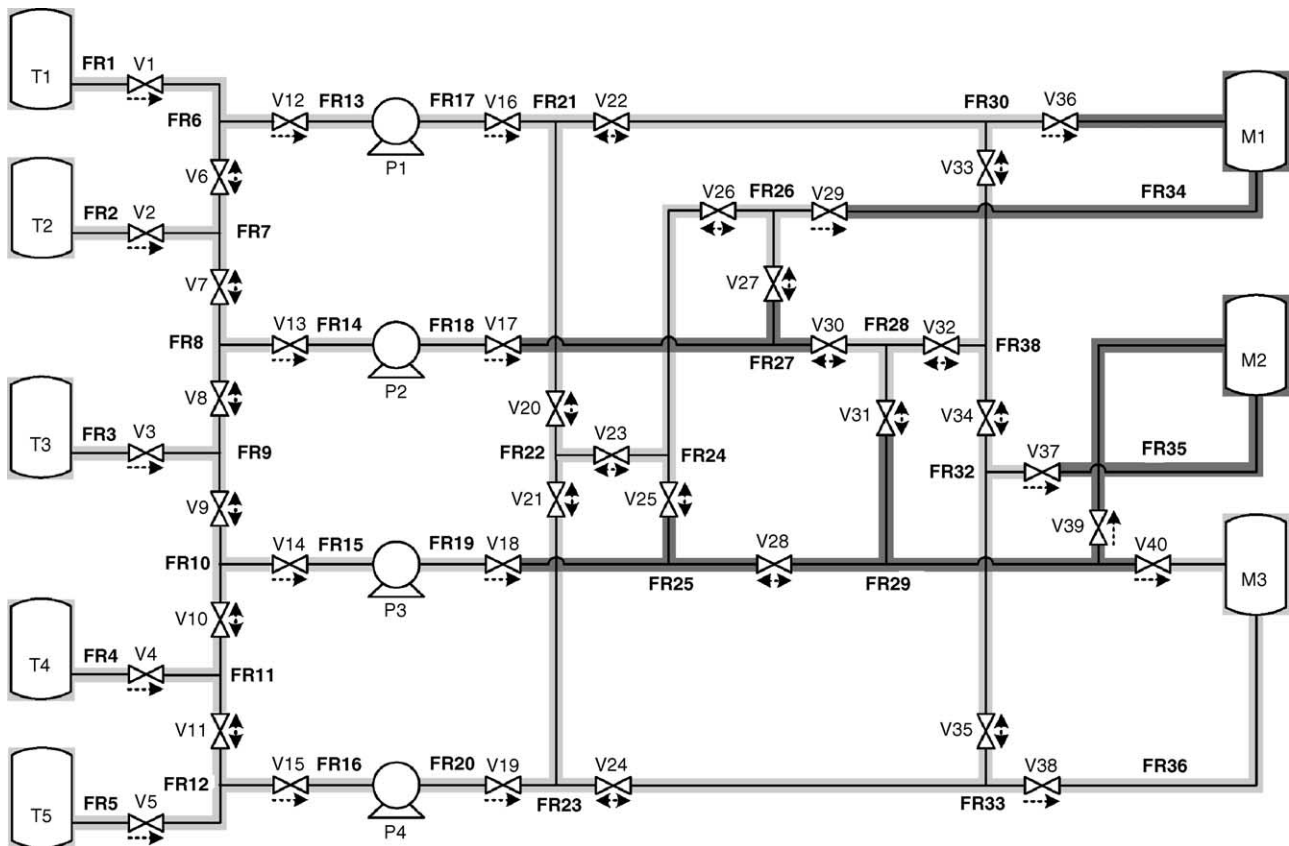 T1 FR1 V1
FR6 V12 FR13 FR17 V16 FR21 V22 FR30 V36
P1 M1
V6 V33
V26 FR26 V29 FR34
T2 FR2 V2 FR7
V7 V27
FR8 V13 FR14 FR18 V17 V30 FR28 V32 FR38
P2 FR27 M2
V8 V20 V31 V34
T3 FR3 V3 FR9 FR22 V23 FR24 FR32 V37 FR35
V9 V21 V25 V39
FR10 V14 FR15 FR19 V18 V28 V40
P3 FR25 FR29 M3
V10
T4 FR4 V4 FR11
V11 V35
FR12 V15 FR16 FR20 V19 V24 V38 FR36
FR23 FR33
T5 FR5 V5 P4